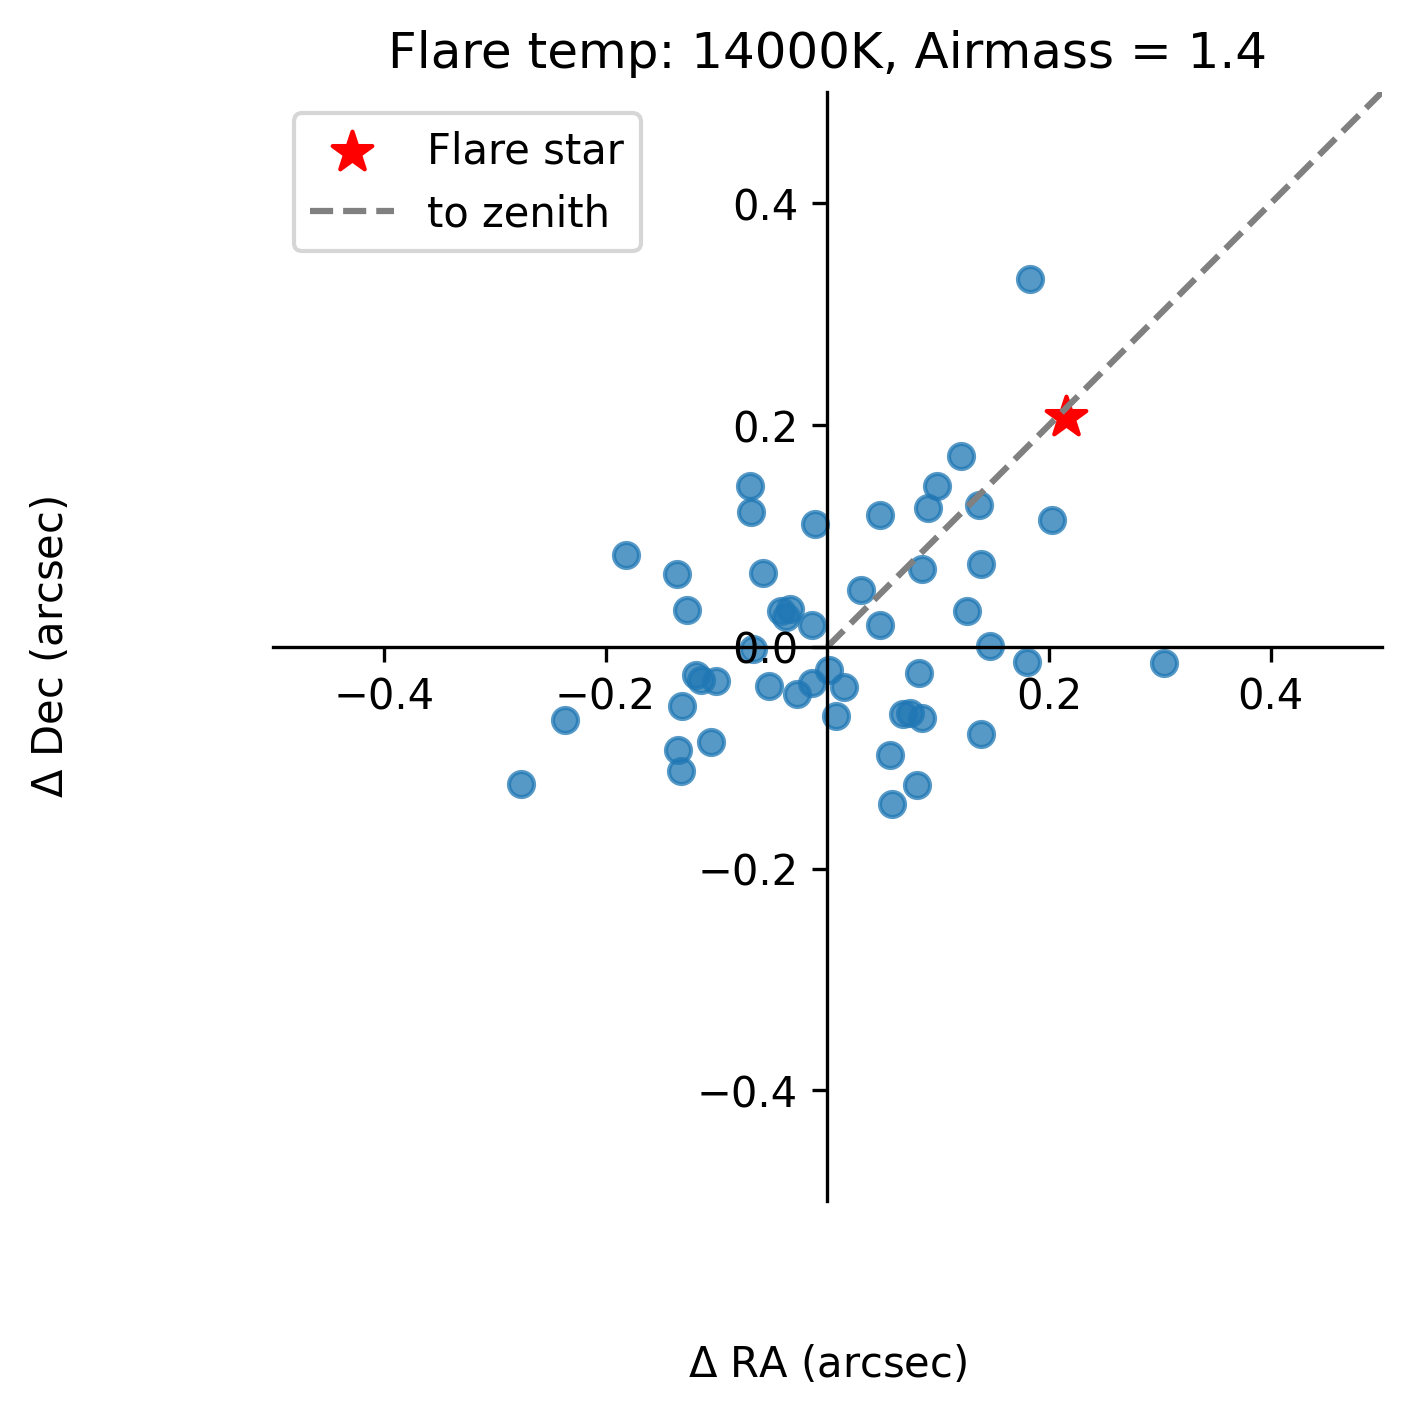 Flare temp: 14000K, Airmass = 1.4
Flare star
to zenith
0.4
0.2
0.0
−0.4
−0.2
0.2
0.4
−0.2
−0.4
Δ Dec (arcsec)
Δ RA (arcsec)